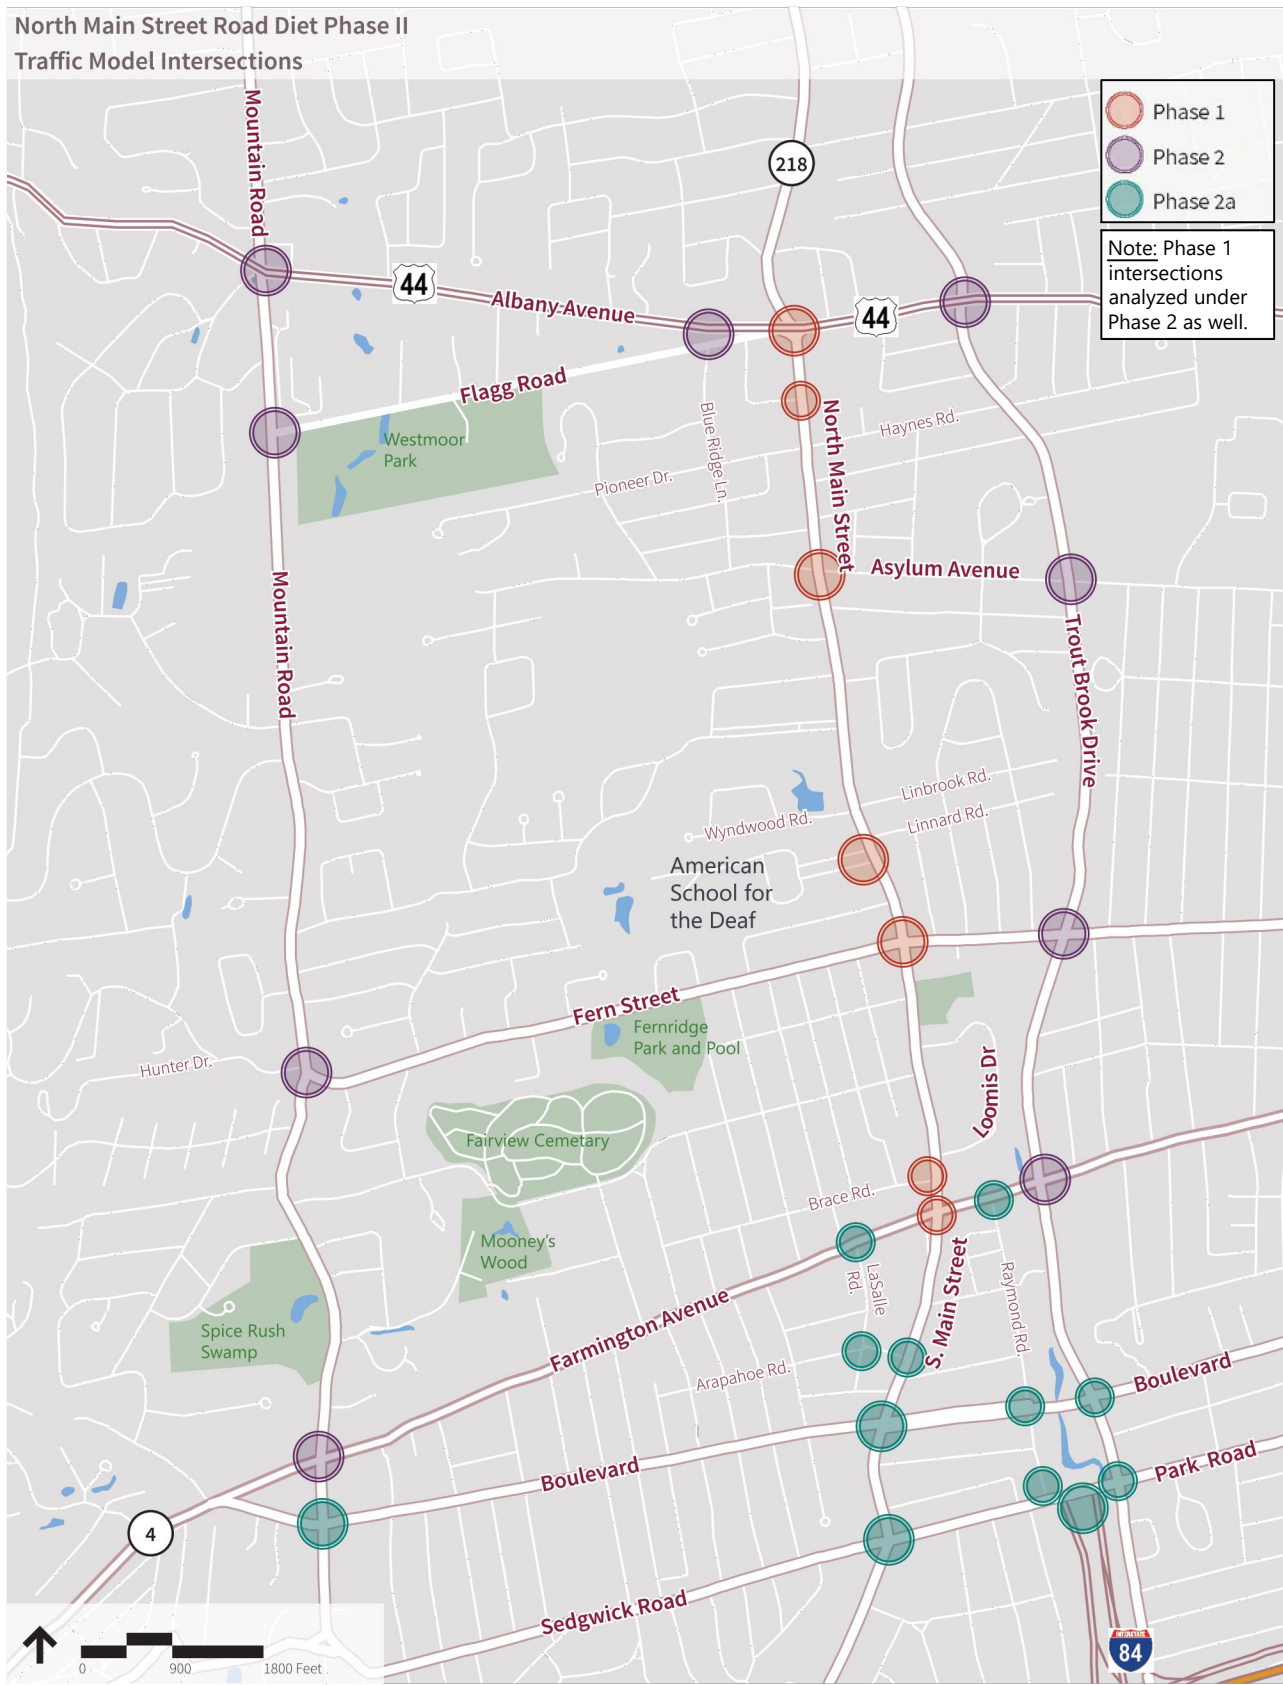 North Main Street Road Diet Phase II
Traffic Model Intersections
Phase 1
Phase 2
Phase 2a
Note: Phase 1
intersections
analyzed under
Phase 2 as well.
Mountain Road
218
44
Albany Avenue
44
Flagg Road
Westmoor
Park
Blue Ridge Ln.
North Main Street
Haynes Rd.
Pioneer Dr.
Asylum Avenue
Mountain Road
Trout Brook Drive
Linbrook Rd.
Wyndwood Rd.
Linnard Rd.
American
School for
the Deaf
Fern Street
Fernridge
Park and Pool
Hunter Dr.
Loomis Dr
Fairview Cemetary
Brace Rd.
Mooney's
Wood
LaSalle
Rd.
S. Main Street
Raymond Rd.
Spice Rush
Swamp
Farmington Avenue
Arapahoe Rd.
Boulevard
Boulevard
Park Road
4
Sedgwick Road
0 900 1800 Feet
INTERSTATE
84